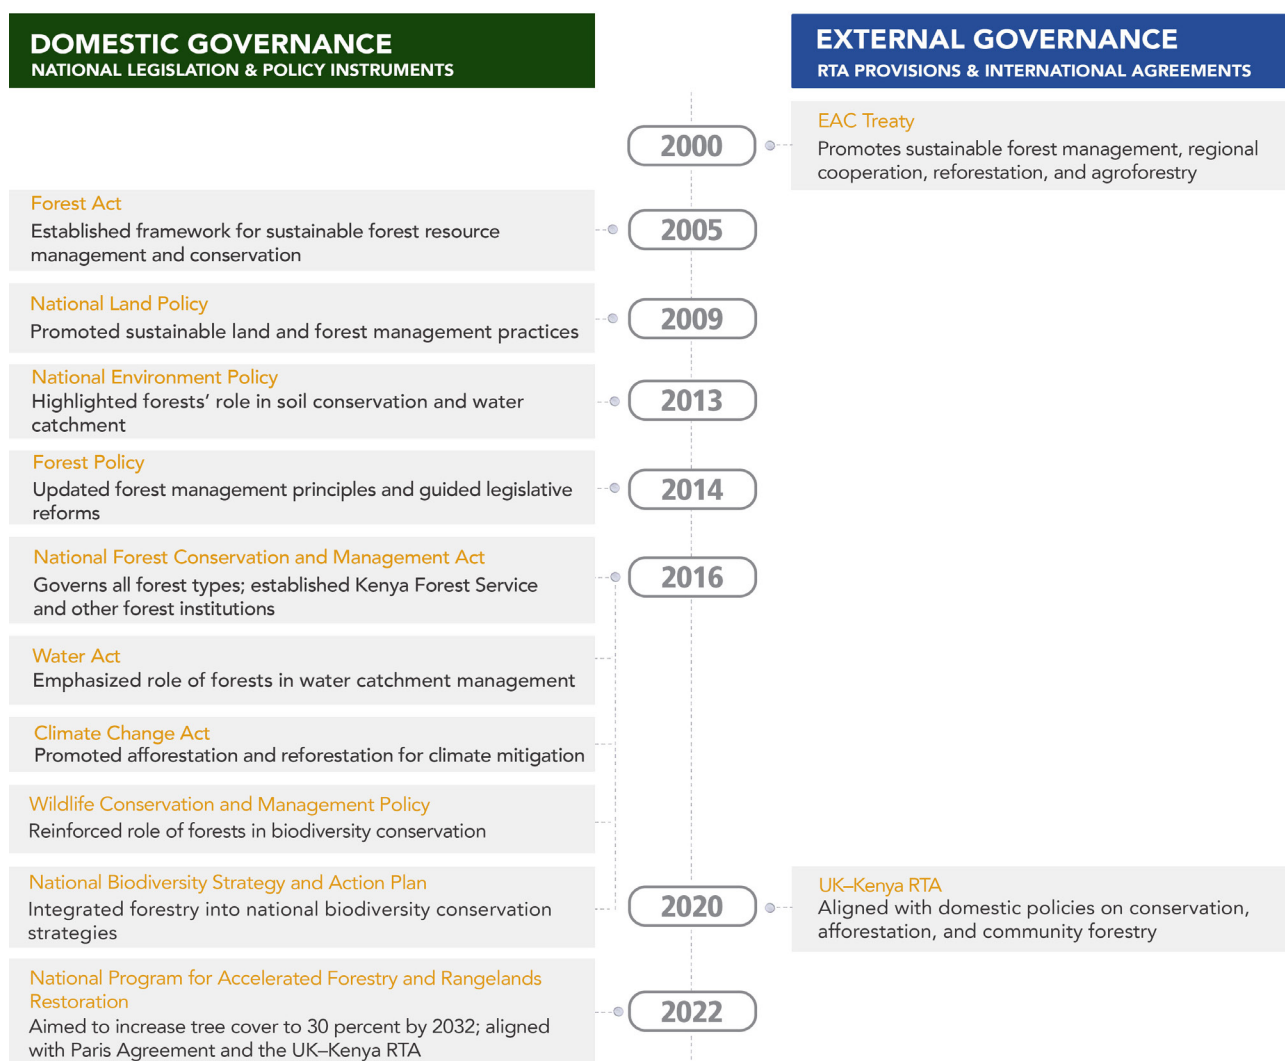 DOMESTIC GOVERNANCE
NATIONAL LEGISLATION & POLICY INSTRUMENTS
EXTERNAL GOVERNANCE
RTA PROVISIONS & INTERNATIONAL AGREEMENTS
2000
EAC Treaty
Promotes sustainable forest management, regional
cooperation, reforestation, and agroforestry
Forest Act
Established framework for sustainable forest resource
management and conservation
2005
National Land Policy
Promoted sustainable land and forest management practices
2009
National Environment Policy
Highlighted forests’ role in soil conservation and water
catchment
2013
Forest Policy
Updated forest management principles and guided legislative
reforms
2014
National Forest Conservation and Management Act
Governs all forest types; established Kenya Forest Service
and other forest institutions
2016
Water Act
Emphasized role of forests in water catchment management
Climate Change Act
Promoted afforestation and reforestation for climate mitigation
Wildlife Conservation and Management Policy
Reinforced role of forests in biodiversity conservation
National Biodiversity Strategy and Action Plan
Integrated forestry into national biodiversity conservation
strategies
2020
UK–Kenya RTA
Aligned with domestic policies on conservation,
afforestation, and community forestry
National Program for Accelerated Forestry and Rangelands
Restoration
Aimed to increase tree cover to 30 percent by 2032; aligned
with Paris Agreement and the UK–Kenya RTA
2022